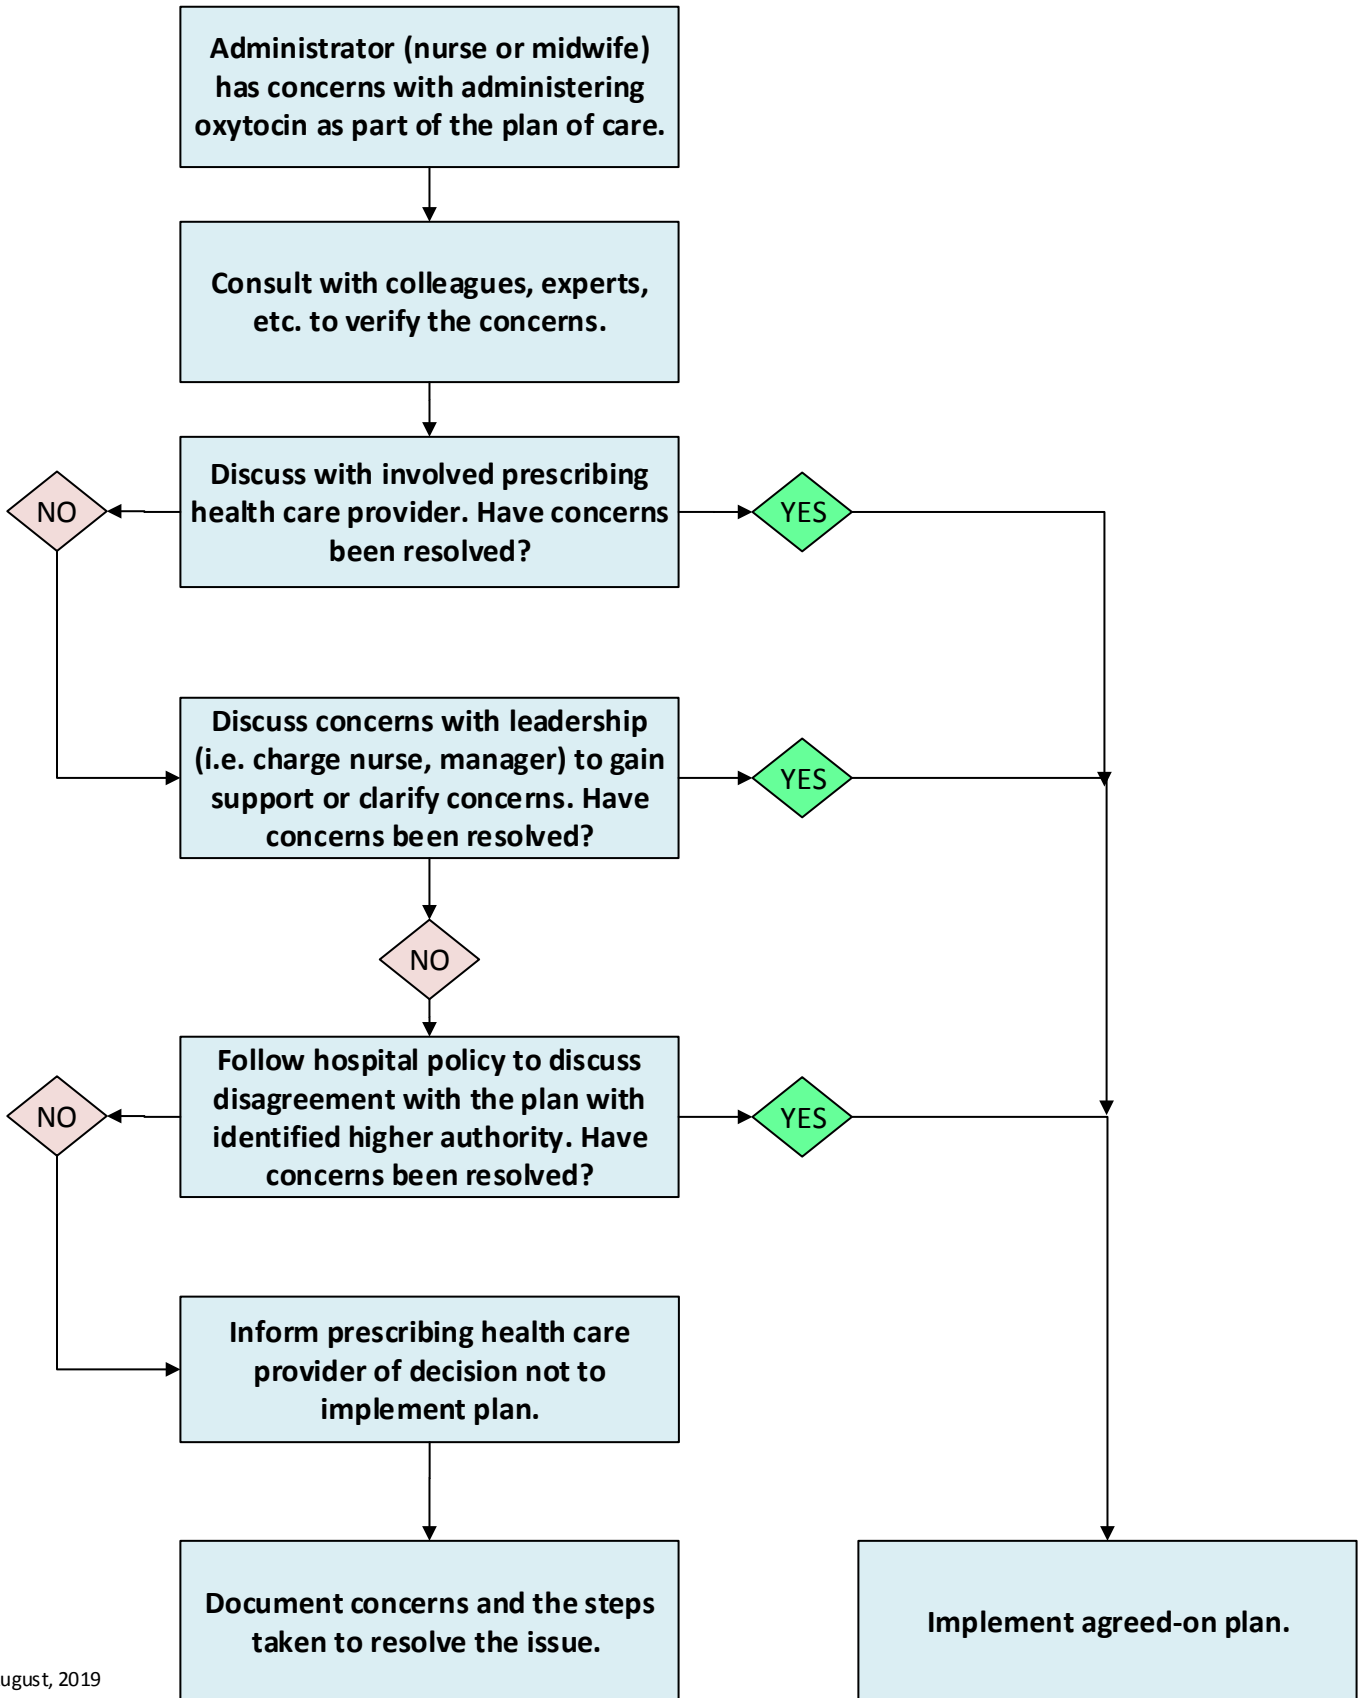 Administrator (nurse or midwife)
has concerns with administering
oxytocin as part of the plan of care.
Consult with colleagues, experts,
etc. to verify the concerns.
NO
Discuss with involved prescribing
health care provider. Have concerns
been resolved?
YES
Discuss concerns with leadership
(i.e. charge nurse, manager) to gain
support or clarify concerns. Have
concerns been resolved?
YES
NO
NO
Follow hospital policy to discuss
disagreement with the plan with
identified higher authority. Have
concerns been resolved?
YES
Inform prescribing health care
provider of decision not to
implement plan.
Document concerns and the steps
taken to resolve the issue.
Implement agreed-on plan.
ugust, 2019